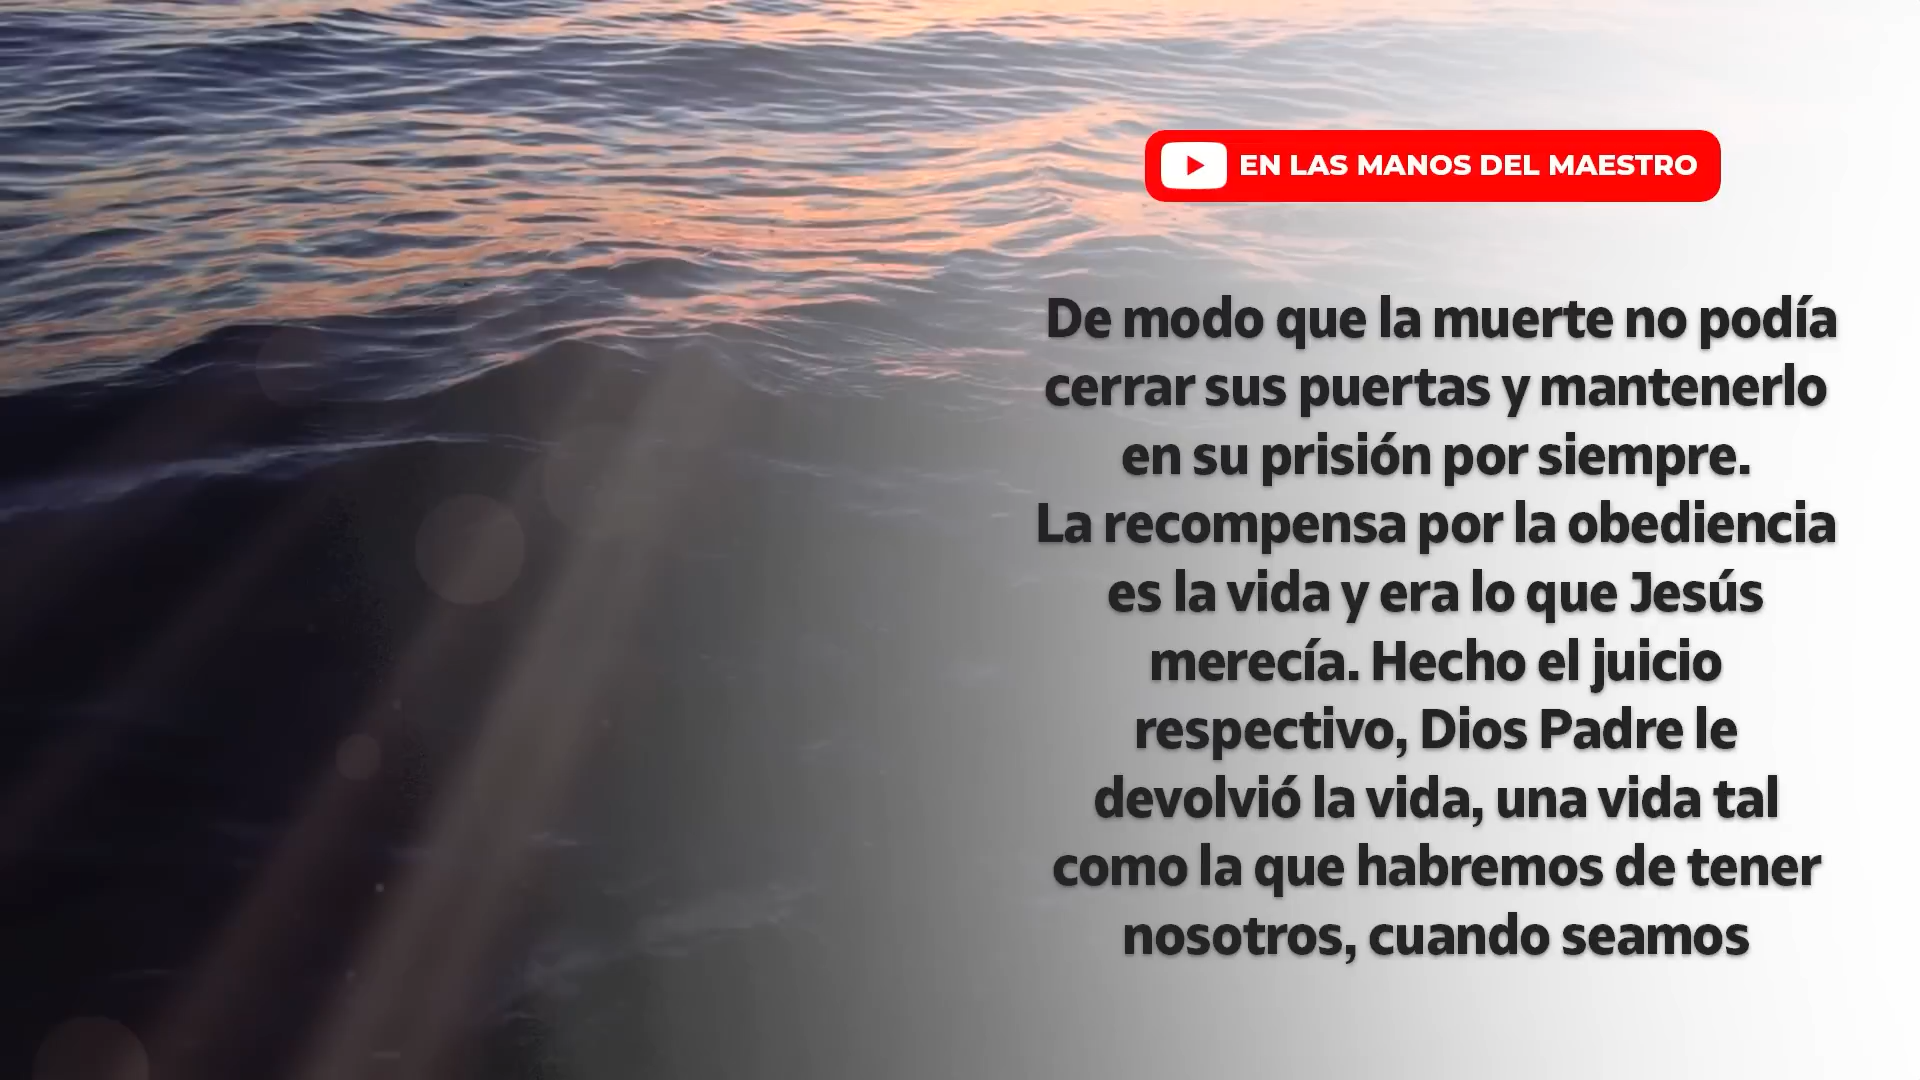 EN LAS MANOS DEL MAESTRO
De modo que la muerte no podía
cerrar sus puertas y mantenerlo
en su prisión por siempre.
La recompensa por la obediencia
es la vida y era lo que Jesús
merecía. Hecho el juicio
respectivo, Dios Padre le
devolvió la vida, una vida tal
como la que habremos de tener
nosotros, cuando seamos